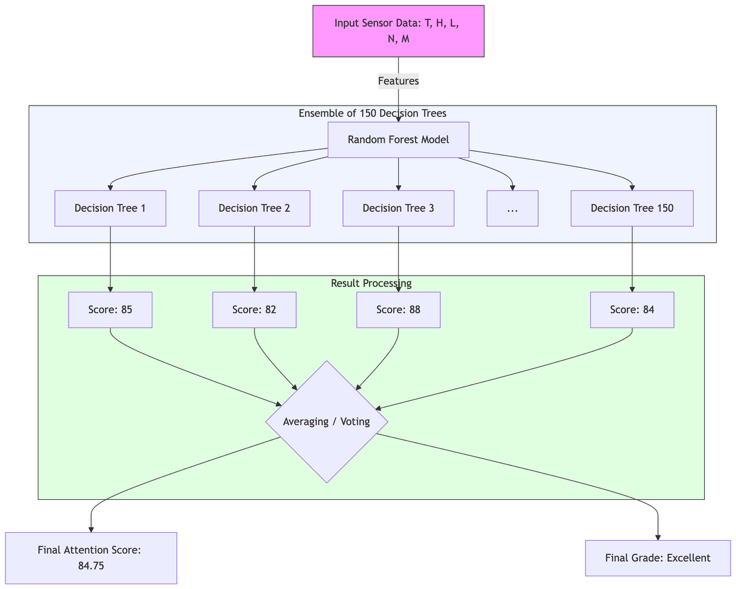 Input Sensor Data: T, H, L,
N, M
Features
Ensemble of 150 Decision Trees
Random Forest Model
Decision Tree 1
Decision Tree 2
Decision Tree 3
...
Decision Tree 150
Result Processing
Score: 85
Score: 82
Score: 88
Score: 84
Averaging / Voting
Final Attention Score:
84.75
Final Grade: Excellent